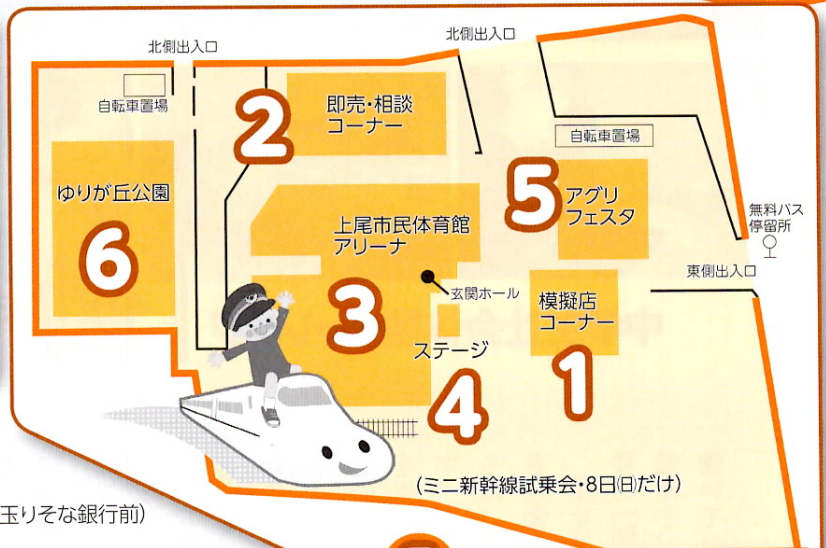 北側出入口
北側出入口
自転車置場
2
即売・相談
コーナー
自転車置場
ゆりが丘公園
6
5
アグリ
フェスタ
上尾市民体育館
アリーナ
無料バス
停留所
東側出入口
3
玄関ホール
模擬店
コーナー
1
ステージ
4
(ミニ新幹線試乗会・8日㈰だけ)
玉りそな銀行前)